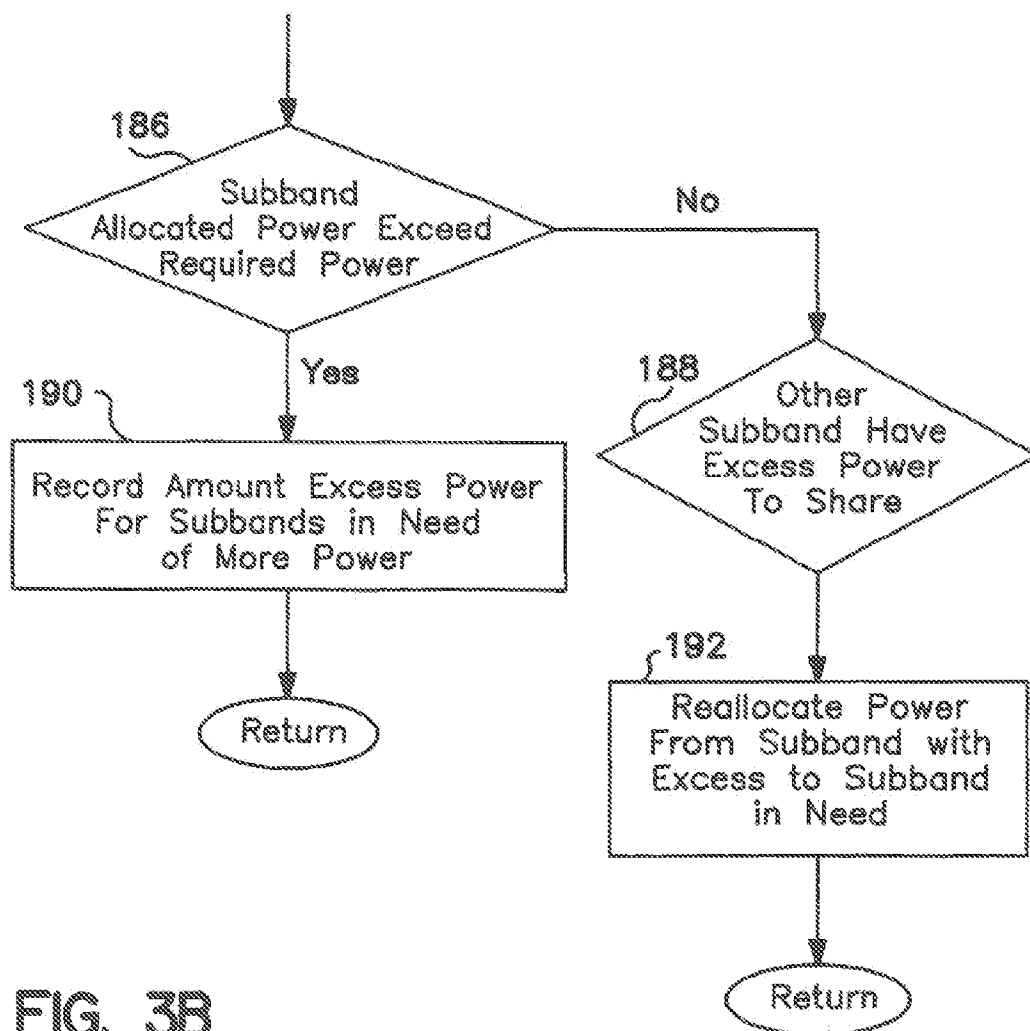 186
Subband
Allocated Power Exceed
Required Power
No
Yes
190
Record Amount Excess Power
For Subbands in Need
of More Power
Return
188
Other
Subband Have
Excess Power
To Share
192
Reallocate Power
From Subband with
Excess to Subband
in Need
Return
FIG. 3B